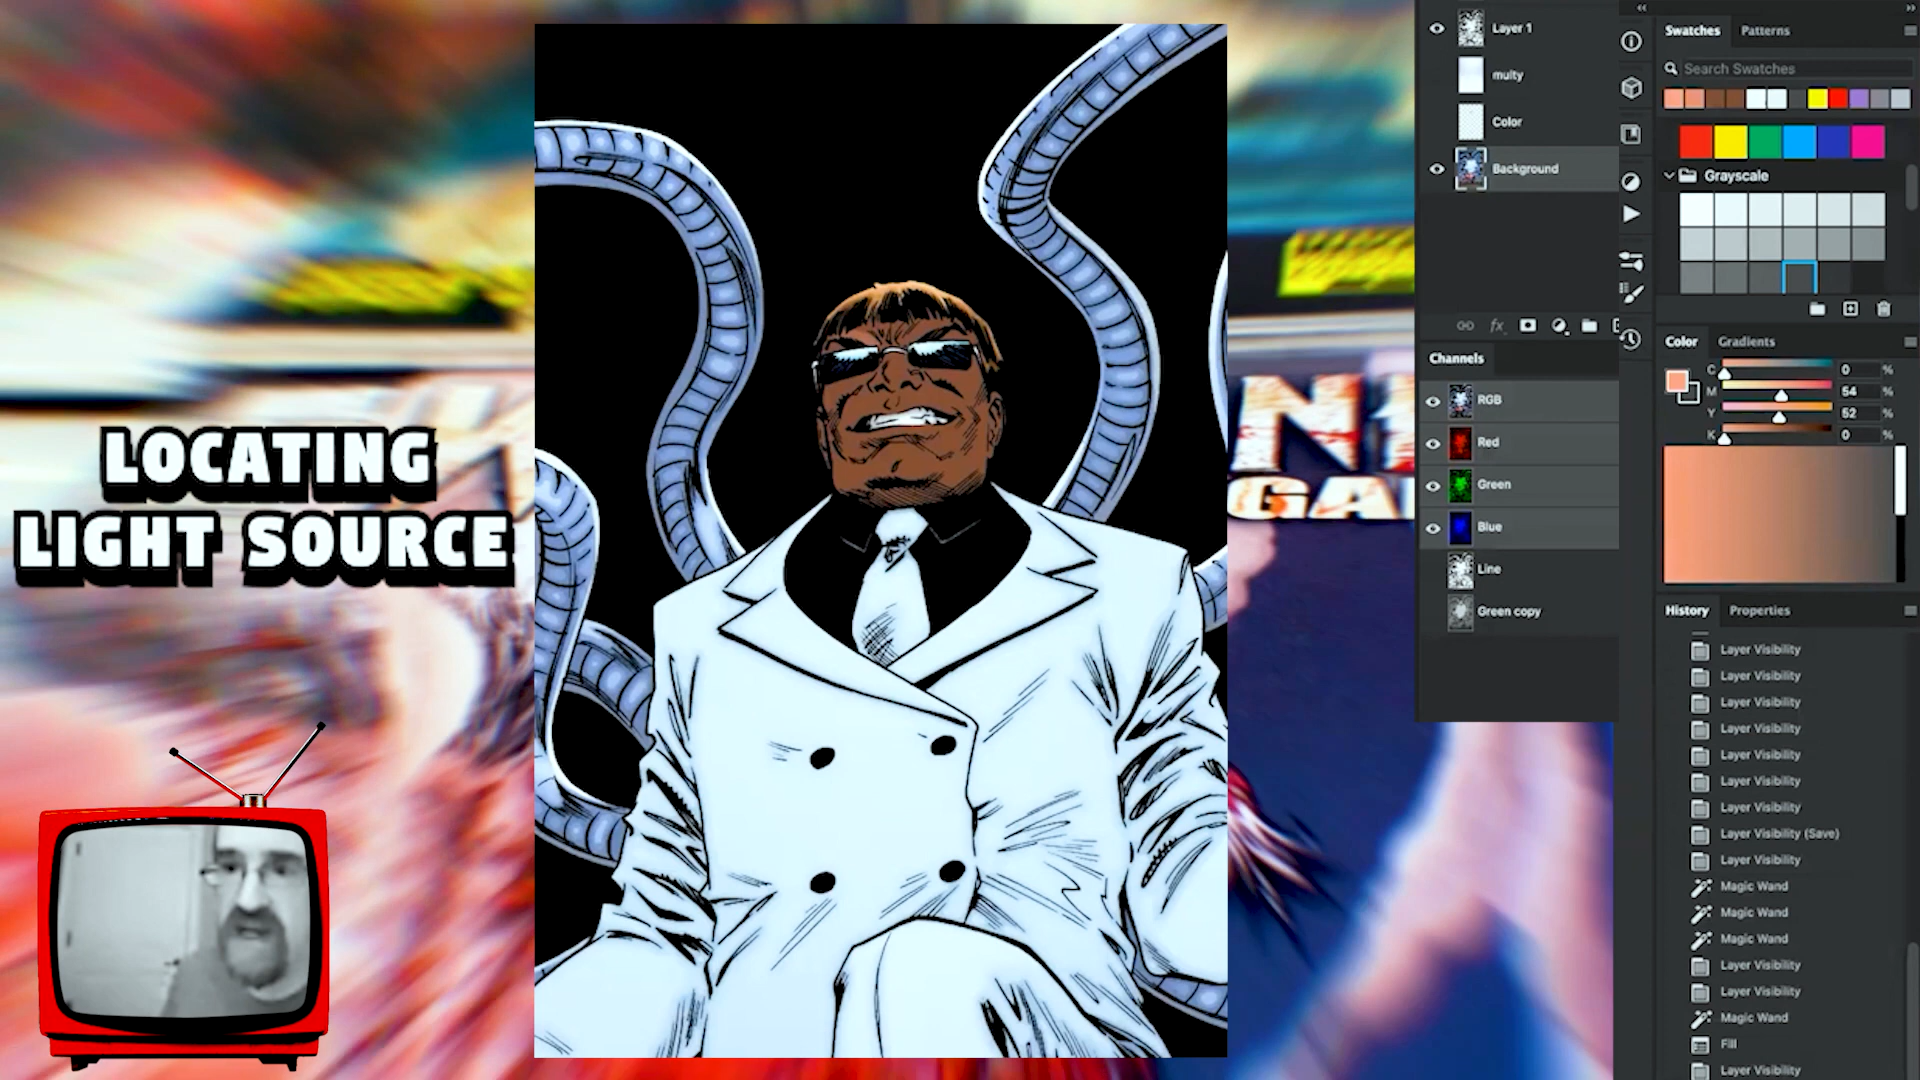 LOCATING
LIGHT SOURCE
Layer 1
multy
Color
Background
fx
Channels
RGB
Red
Green
Blue
Line
Green copy
Swatches
Patterns
Search Swatches
Grayscale
Color
Gradients
C 0 %
M 54 %
Y 52 %
K 0 %
History
Properties
Layer Visibility
Layer Visibility
Layer Visibility
Layer Visibility
Layer Visibility
Layer Visibility
Layer Visibility
Layer Visibility (Save)
Layer Visibility
Magic Wand
Magic Wand
Magic Wand
Layer Visibility
Layer Visibility
Magic Wand
Fill
Layer Visibility